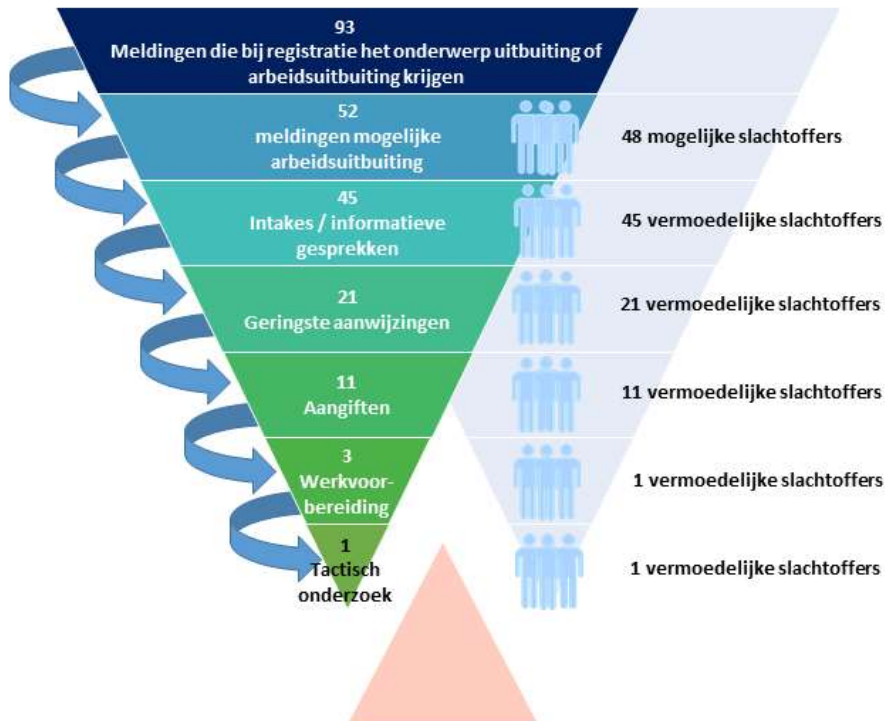 93
Meldingen die bij registratie het onderwerp uitbuiting of
arbeidsuitbuiting krijgen
52
meldingen mogelijke
arbeidsuitbuiting
48 mogelijke slachtoffers
45
Intakes / informatieve
gesprekken
45 vermoedelijke slachtoffers
21
Geringste aanwijzingen
21 vermoedelijke slachtoffers
11
Aangiften
11 vermoedelijke slachtoffers
3
Werkvoor-
bereiding
1 vermoedelijke slachtoffers
1
Tactisch
onderzoek
1 vermoedelijke slachtoffers